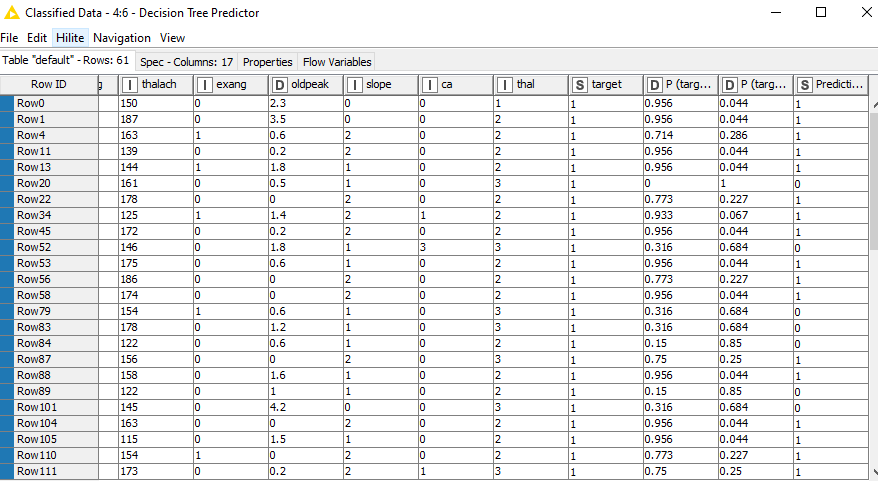 Classified Data - 4:6 - Decision Tree Predictor
File Edit Hilite Navigation View
Table "default" - Rows: 61 Spec - Columns: 17 Properties Flow Variables
Row ID g I thalach I exang D oldpeak I slope I ca I thal S target D P (targ... D P (targ... S Predicti...
Row0 150 0 2.3 0 0 1 1 0.956 0.044 1
Row1 187 0 3.5 0 0 2 1 0.956 0.044 1
Row4 163 1 0.6 2 0 2 1 0.714 0.286 1
Row11 139 0 0.2 2 0 2 1 0.956 0.044 1
Row13 144 1 1.8 1 0 2 1 0.956 0.044 1
Row20 161 0 0.5 1 0 3 1 0 1 0
Row22 178 0 0 2 0 2 1 0.773 0.227 1
Row34 125 1 1.4 2 1 2 1 0.933 0.067 1
Row45 172 0 0.2 2 0 2 1 0.956 0.044 1
Row52 146 0 1.8 1 3 3 1 0.316 0.684 0
Row53 175 0 0.6 1 0 2 1 0.956 0.044 1
Row56 186 0 0 2 0 2 1 0.773 0.227 1
Row58 174 0 0 2 0 2 1 0.956 0.044 1
Row79 154 1 0.6 1 0 3 1 0.316 0.684 0
Row83 178 0 1.2 1 0 3 1 0.316 0.684 0
Row84 122 0 0.6 1 0 2 1 0.15 0.85 0
Row87 156 0 0 2 0 3 1 0.75 0.25 1
Row88 158 0 1.6 1 0 2 1 0.956 0.044 1
Row89 122 0 1 1 0 2 1 0.15 0.85 0
Row101 145 0 4.2 0 0 3 1 0.316 0.684 0
Row104 163 0 0 2 0 2 1 0.956 0.044 1
Row105 115 0 1.5 1 0 2 1 0.956 0.044 1
Row110 154 1 0 2 0 2 1 0.773 0.227 1
Row111 173 0 0.2 2 1 3 1 0.75 0.25 1